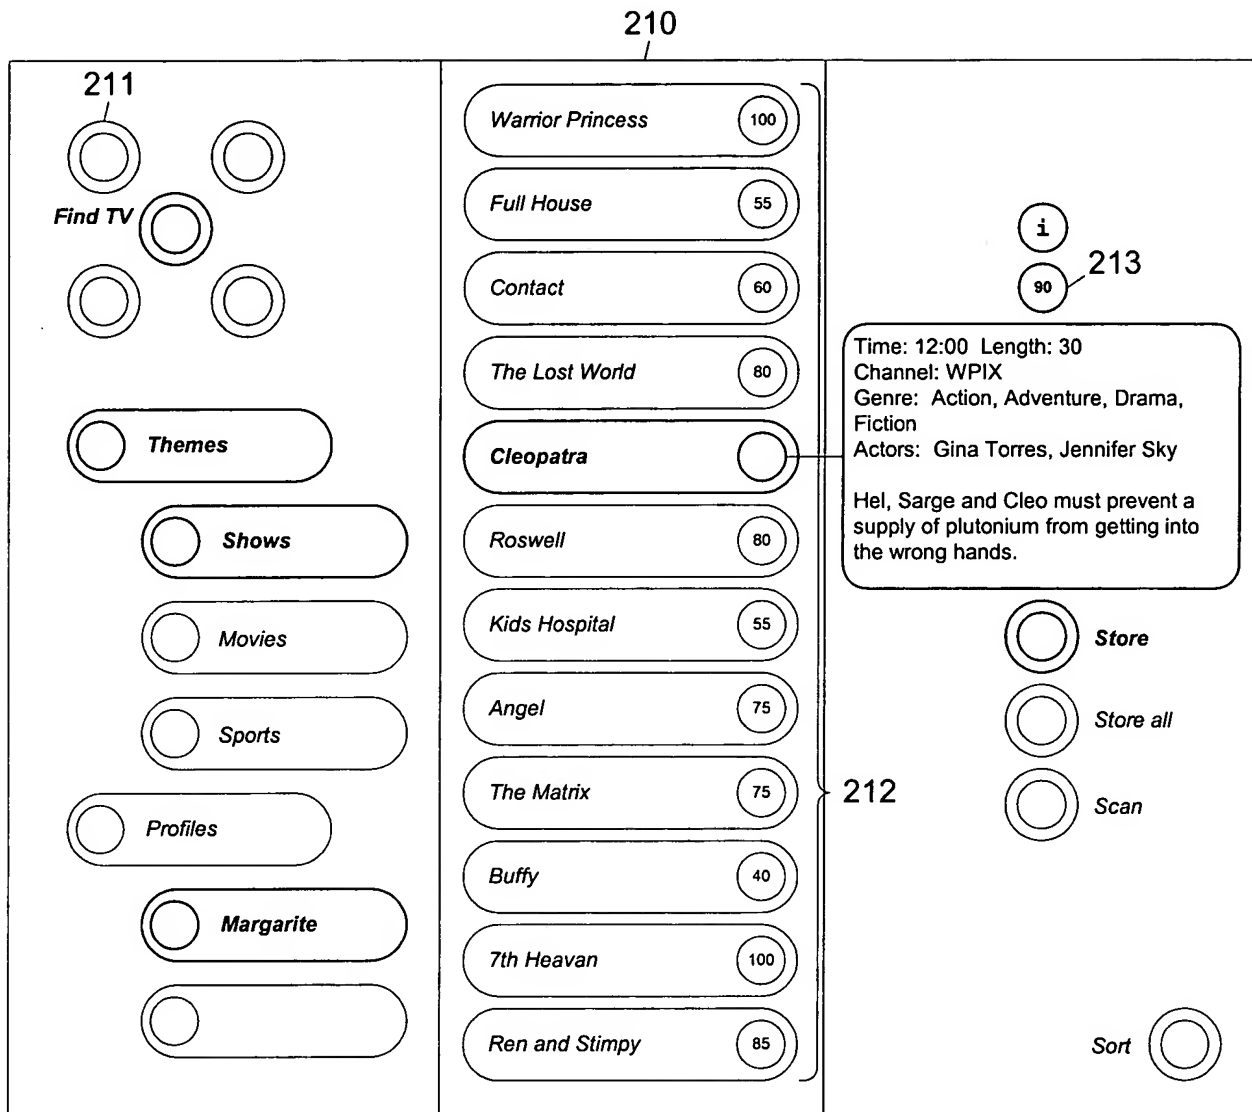 210
211
Find TV
Themes
Shows
Movies
Sports
Profiles
Margarite
Warrior Princess 100
Full House 55
Contact 60
The Lost World 80
Cleopatra
Roswell 80
Kids Hospital 55
Angel 75
The Matrix 75
Buffy 40
7th Heavan 100
Ren and Stimpy 85
212
i
90
213
Time: 12:00 Length: 30
Channel: WPIX
Genre: Action, Adventure, Drama,
Fiction
Actors: Gina Torres, Jennifer Sky
Hel, Sarge and Cleo must prevent a
supply of plutonium from getting into
the wrong hands.
Store
Store all
Scan
Sort